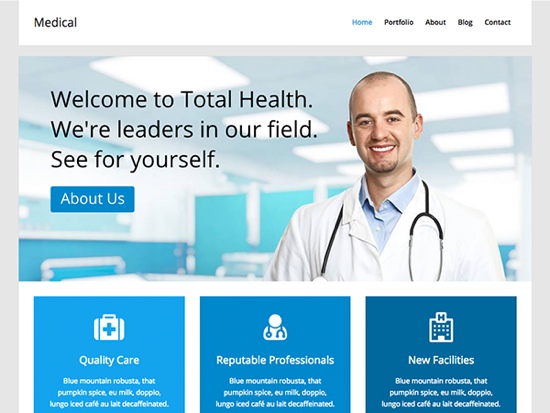 Medical
Home Portfolio About Blog Contact
Welcome to Total Health.
We're leaders in our field.
See for yourself.
About Us
Quality Care
Blue mountain robusta, that
pumpkin spice, eu milk, doppio,
lungo iced café au lait decaffeinated.
Reputable Professionals
Blue mountain robusta, that
pumpkin spice, eu milk, doppio,
lungo iced café au lait decaffeinated.
H
New Facilities
Blue mountain robusta, that
pumpkin spice, eu milk, doppio,
lungo iced café au lait decaffeinated.